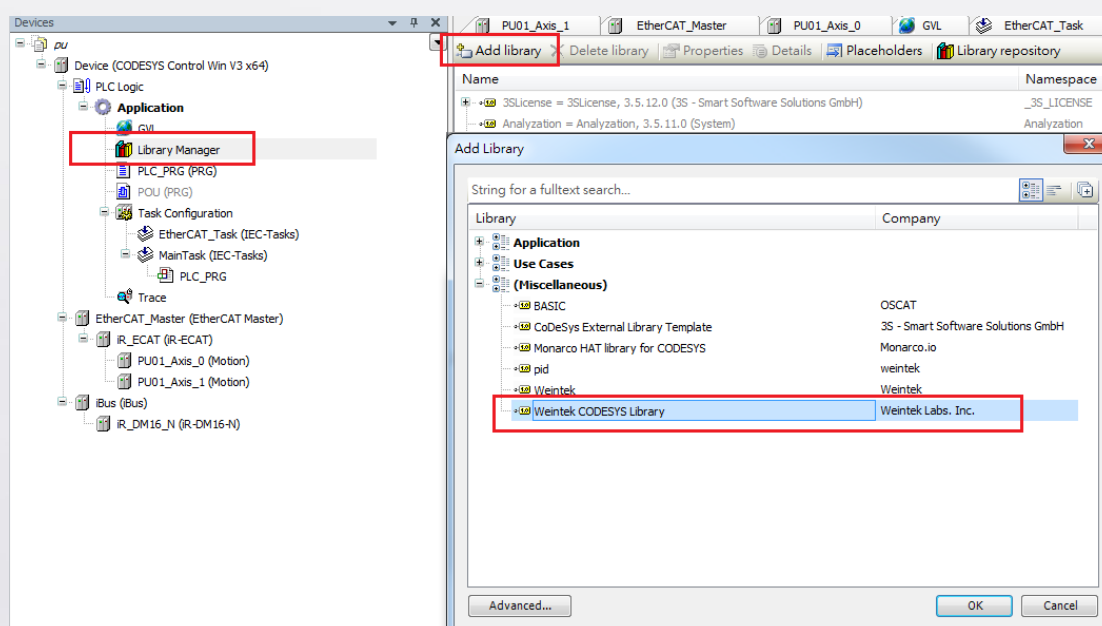 Devices
pu
Device (CODESYS Control Win V3 x64)
PLC Logic
Application
GVL
Library Manager
PLC_PRG (PRG)
POU (PRG)
Task Configuration
EtherCAT_Task (IEC-Tasks)
MainTask (IEC-Tasks)
PLC_PRG
Trace
EtherCAT_Master (EtherCAT Master)
iR_ECAT (iR-ECAT)
PU01_Axis_0 (Motion)
PU01_Axis_1 (Motion)
iBus (iBus)
iR_DM16_N (iR-DM16-N)
PU01_Axis_1 EtherCAT_Master PU01_Axis_0 GVL EtherCAT_Task
Add library Delete library Properties Details Placeholders Library repository
Name Namespace
3SLicense = 3SLicense, 3.5.12.0 (3S - Smart Software Solutions GmbH) _3S_LICENSE
Analyzation = Analyzation, 3.5.11.0 (System) Analyzation
Add Library
String for a fulltext search...
Library Company
Application
Use Cases
(Miscellaneous)
BASIC OSCAT
CoDeSys External Library Template 3S - Smart Software Solutions GmbH
Monarco HAT library for CODESYS Monarco.io
pid weintek
Weintek Weintek
Weintek CODESYS Library Weintek Labs. Inc.
Advanced... OK Cancel